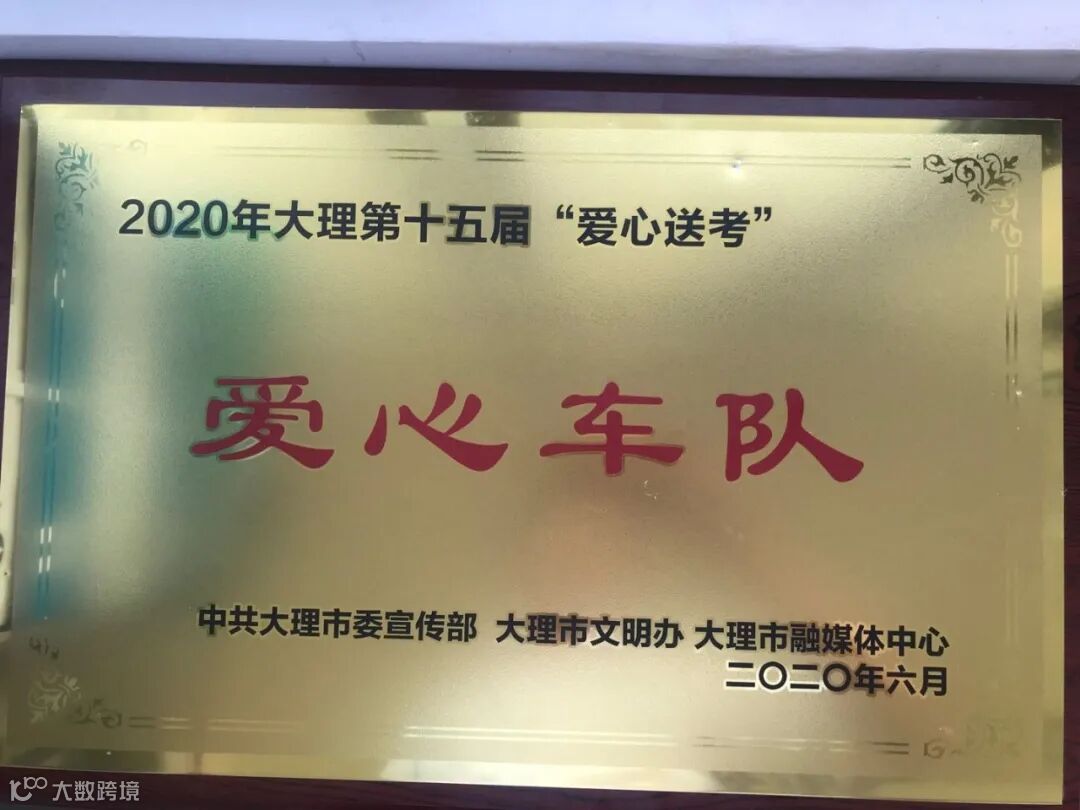 2020年大理第十五届“爱心送考”
爱心车队
中共大理市委宣传部 大理市文明办 大理市融媒体中心
二〇二〇年六月
大数跨境